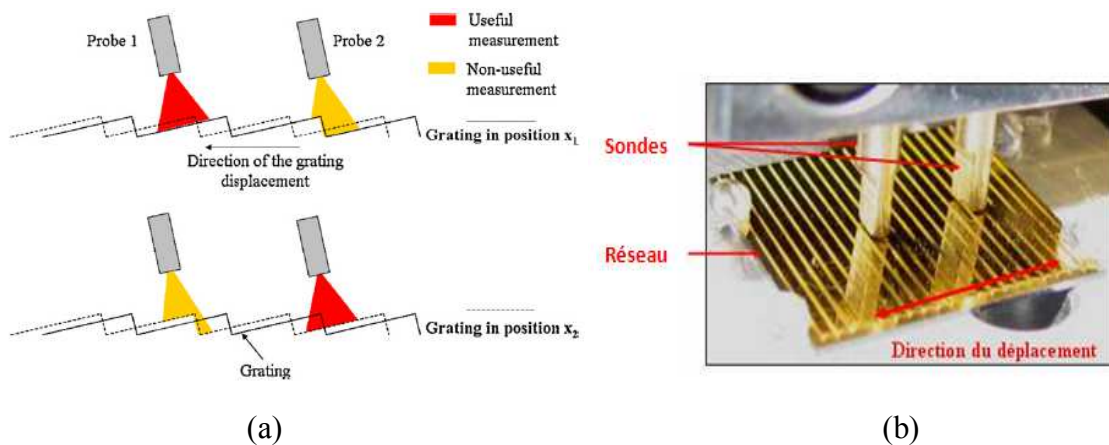 Probe 1
Probe 2
Useful
measurement
Non-useful
measurement
Grating in position x1
Direction of the grating
displacement
Grating in position x2
Grating
(a)
Sondes
Réseau
Direction du déplacement
(b)